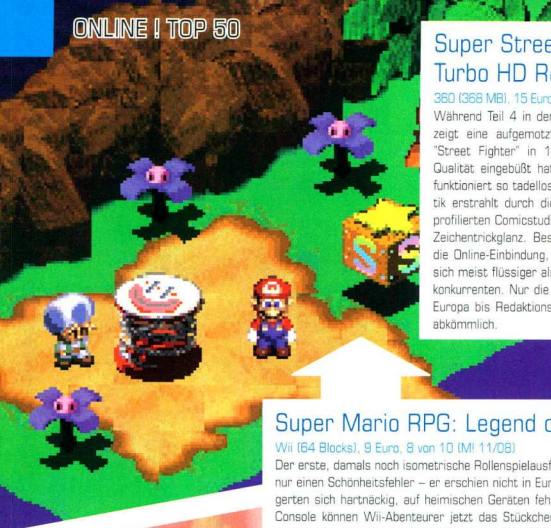 ONLINE ! TOP 50
Super Stree
Turbo HD Re
360 (368 MB), 15 Euro
Während Teil 4 in der
zeigt eine aufgemotz
"Street Fighter" in 1
Qualität eingebüßt hat
funktioniert so tadellos
tik erstrahlt durch die
profilierten Comicstud
Zeichentrickglanz. Bes
die Online-Einbindung,
sich meist flüssiger al
konkurrenten. Nur die
Europa bis Redaktions
abkömmlich.
Super Mario RPG: Legend o
Wii (64 Blocks), 9 Euro, 8 von 10 (M! 11/08)
Der erste, damals noch isometrische Rollenspielausf
nur einen Schönheitsfehler – er erschien nicht in Eur
gerten sich hartnäckig, auf heimischen Geräten feh
Console können Wii-Abenteurer jetzt das Stückche